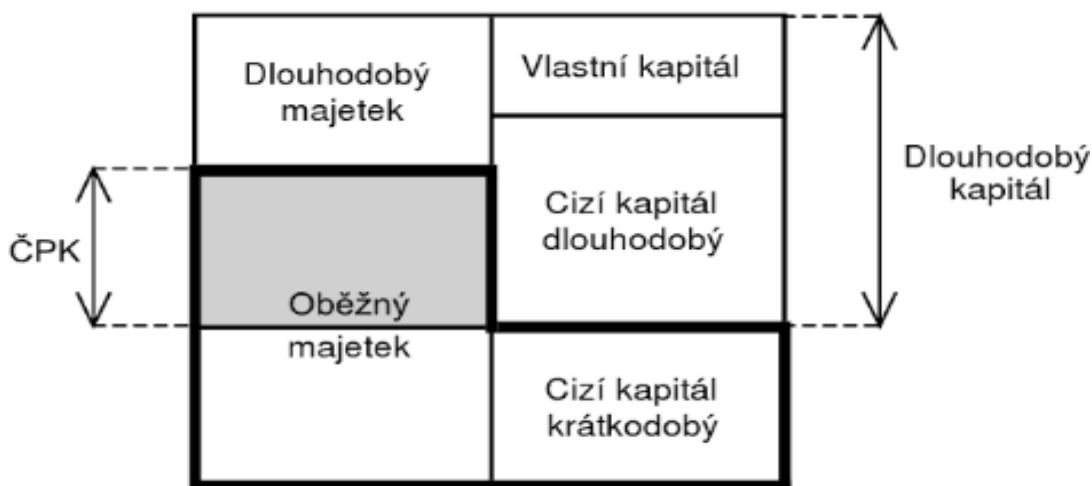 Dlouhodobý
majetek
Vlastní kapitál
Dlouhodobý
kapitál
Cizí kapitál
dlouhodobý
ČPK
Oběžný
majetek
Cizí kapitál
krátkodobý